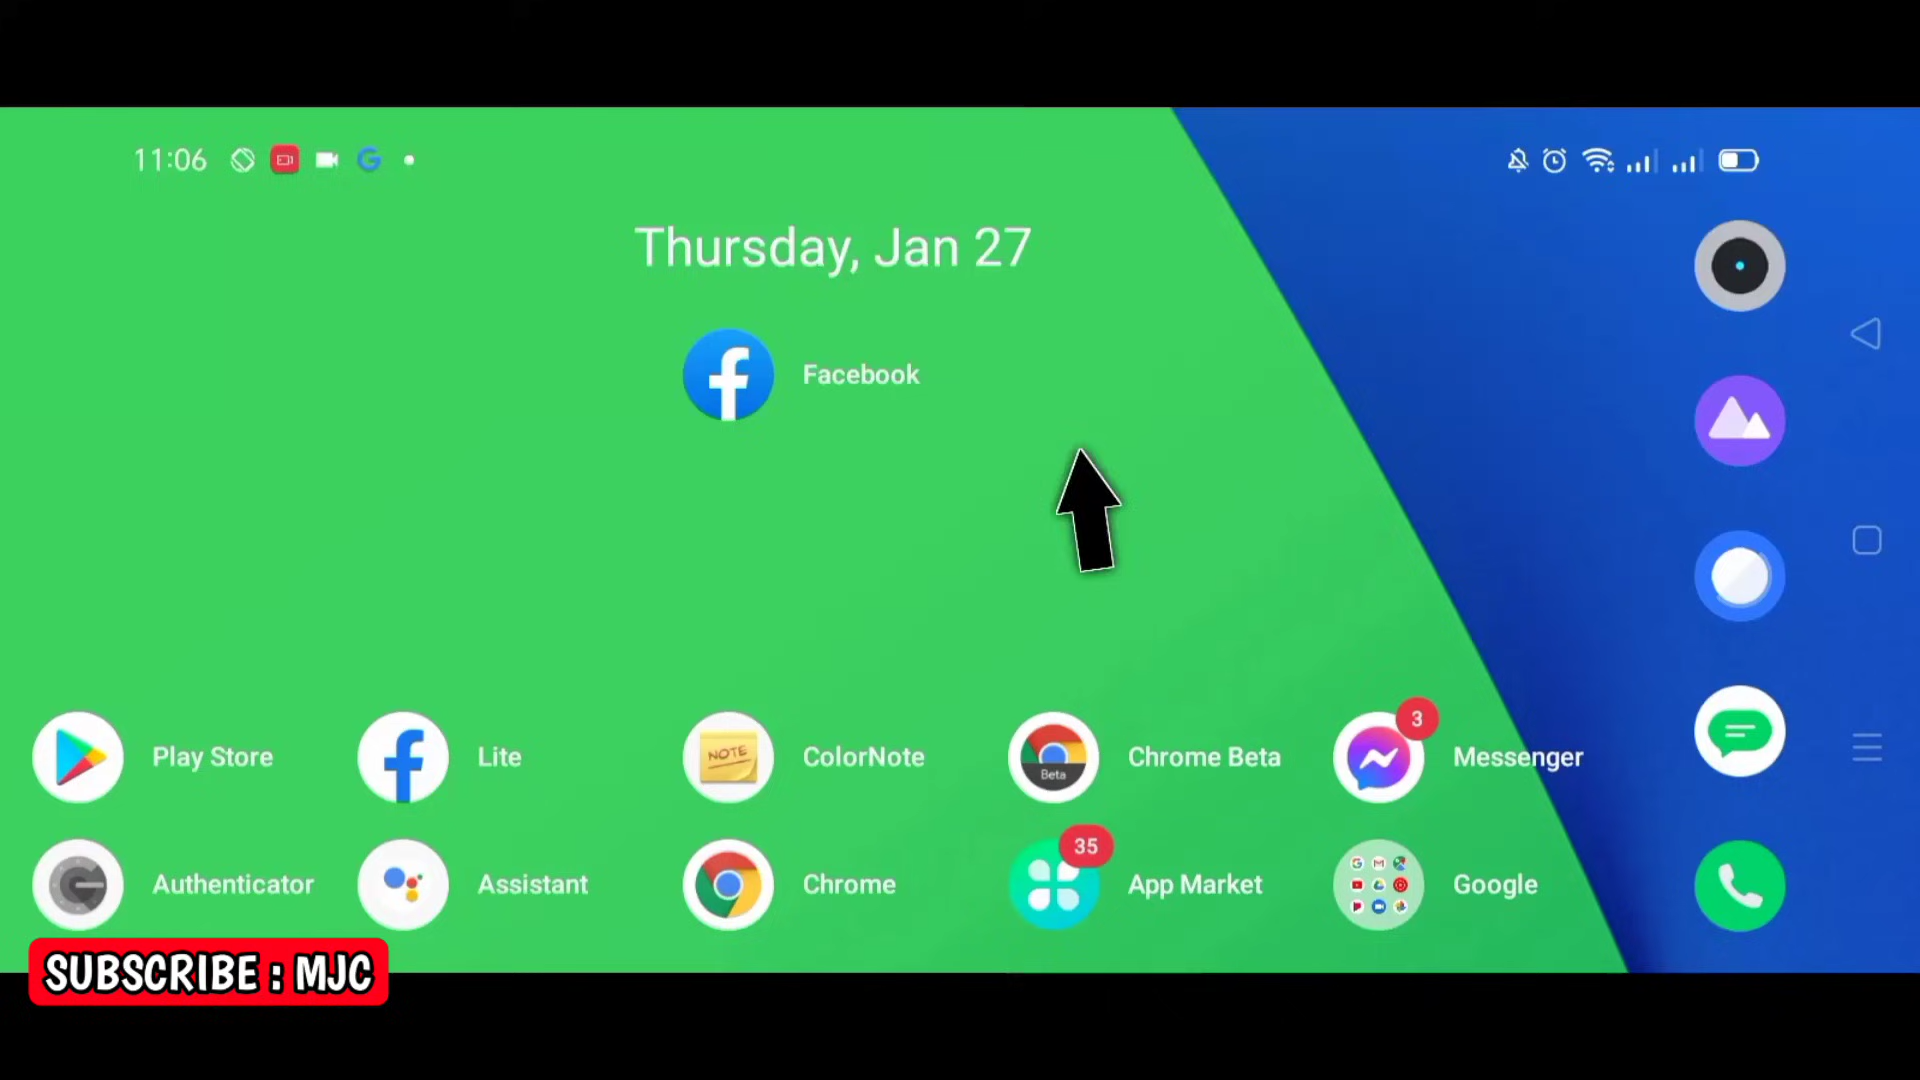 11:06
Thursday, Jan 27
Facebook
Play Store
Lite
NOTE
ColorNote
Beta
Chrome Beta
3
Messenger
Authenticator
Assistant
Chrome
35
App Market
Google
SUBSCRIBE : MJC